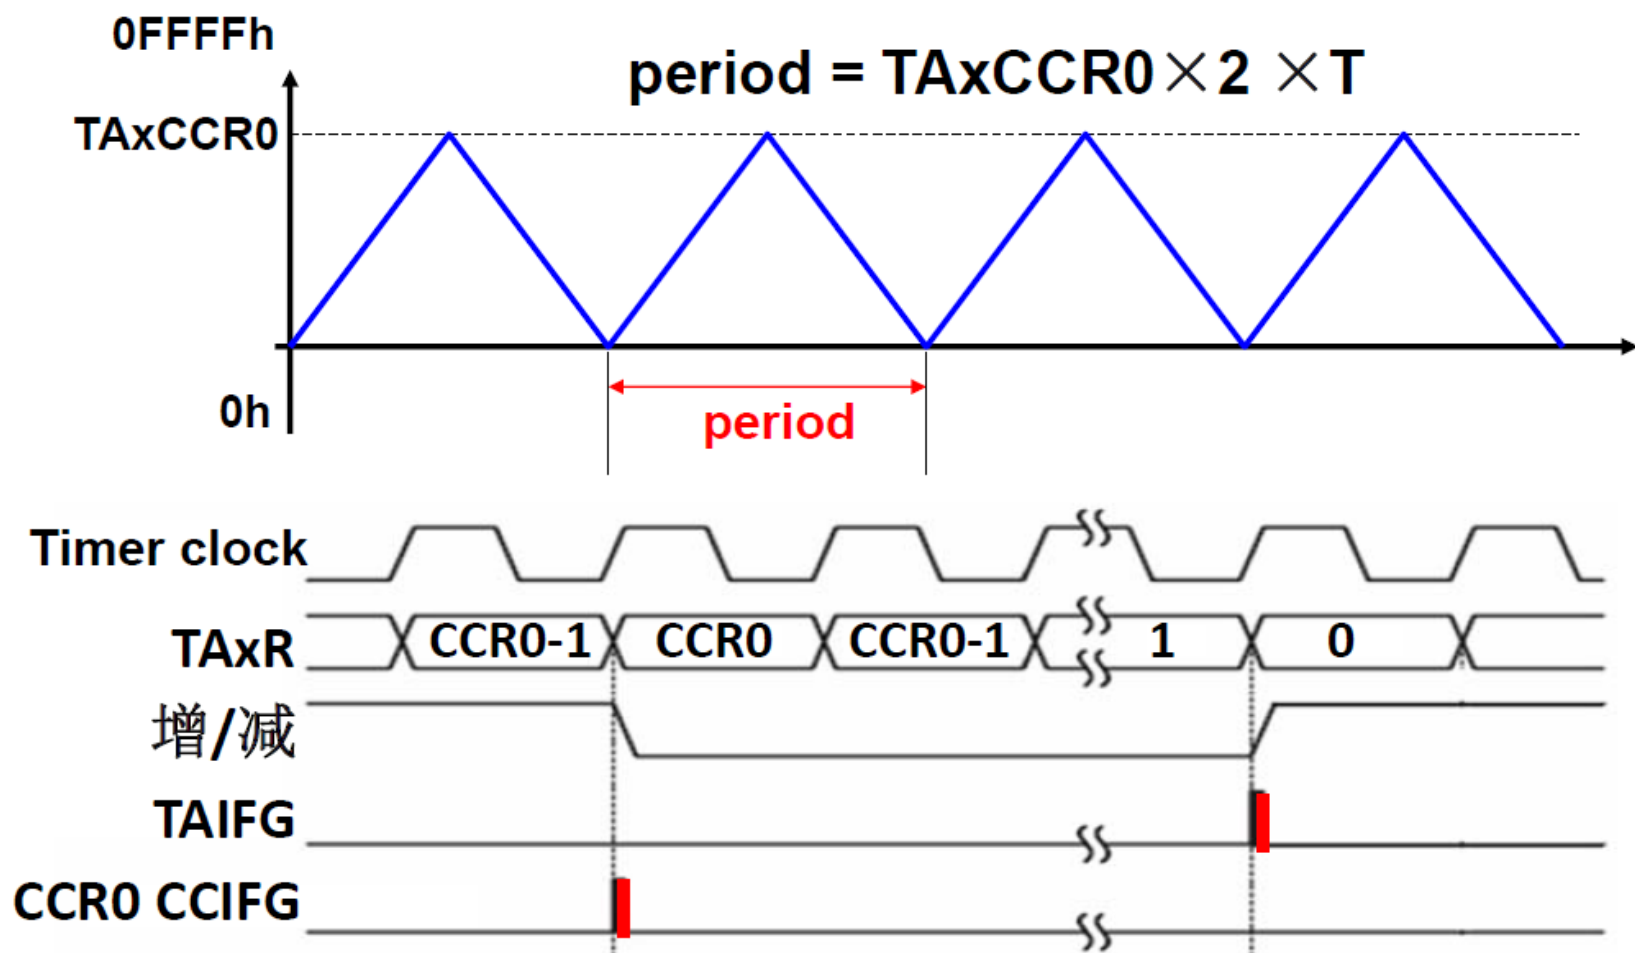 0FFFFh
period = TAxCCR0×2 ×T
TAxCCR0
0h
period
Timer clock
TAxR CCR0-1 CCR0 CCR0-1 1 0
增/减
TAIFG
CCR0 CCIFG